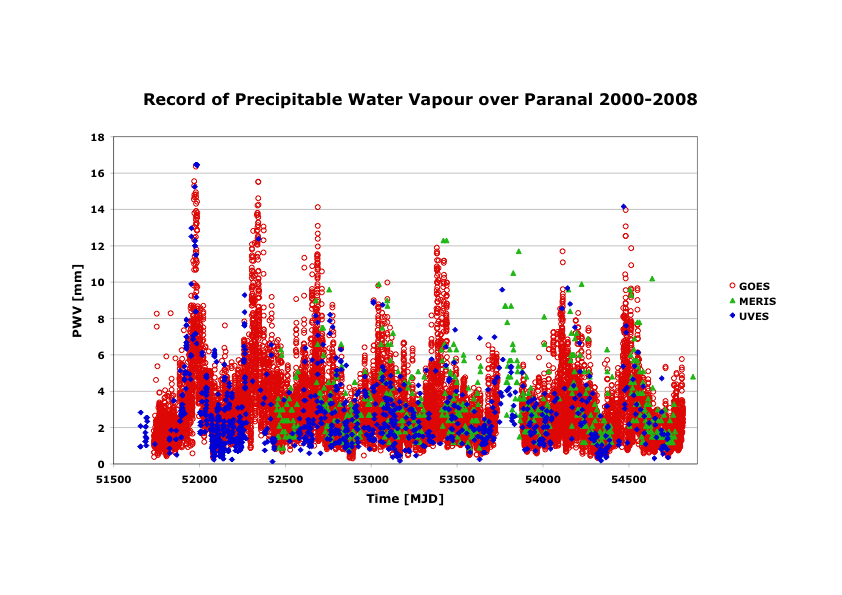 Record of Precipitable Water Vapour over Paranal 2000-2008
18
16
14
12
10
8
6
4
2
0
PWV [mm]
51500 52000 52500 53000 53500 54000 54500
Time [MJD]
GOES
MERIS
UVES